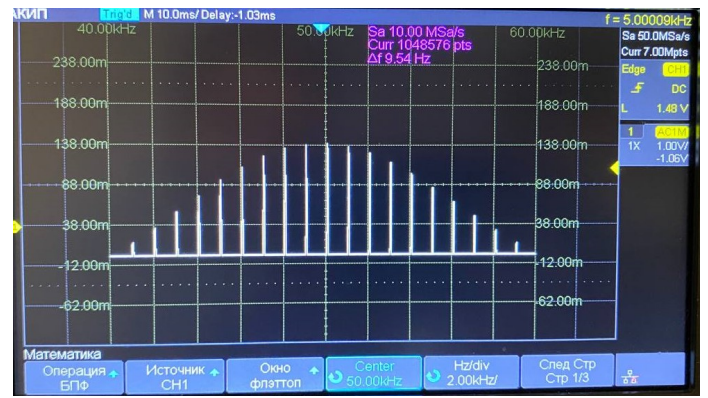 АКИП Trig'd M 10.0ms/ Delay:-1.03ms f = 5.00009kHz
40.00kHz 50.00kHz 60.00kHz
Sa 10.00 MSa/s
Curr 1048576 pts
Δf 9.54 Hz
Sa 50.0MSa/s
Curr 7.00Mpts
Edge CH1
DC
L 1.48 V
1 AC1M
1X 1.00V/
-1.06V
238.00m 238.00m
188.00m 188.00m
138.00m 138.00m
88.00m 88.00m
38.00m 38.00m
-12.00m -12.00m
-62.00m -62.00m
Математика
Операция Источник Окно Center Hz/div След Стр
БПФ CH1 флэттоп 50.00kHz 2.00kHz/ Стр 1/3